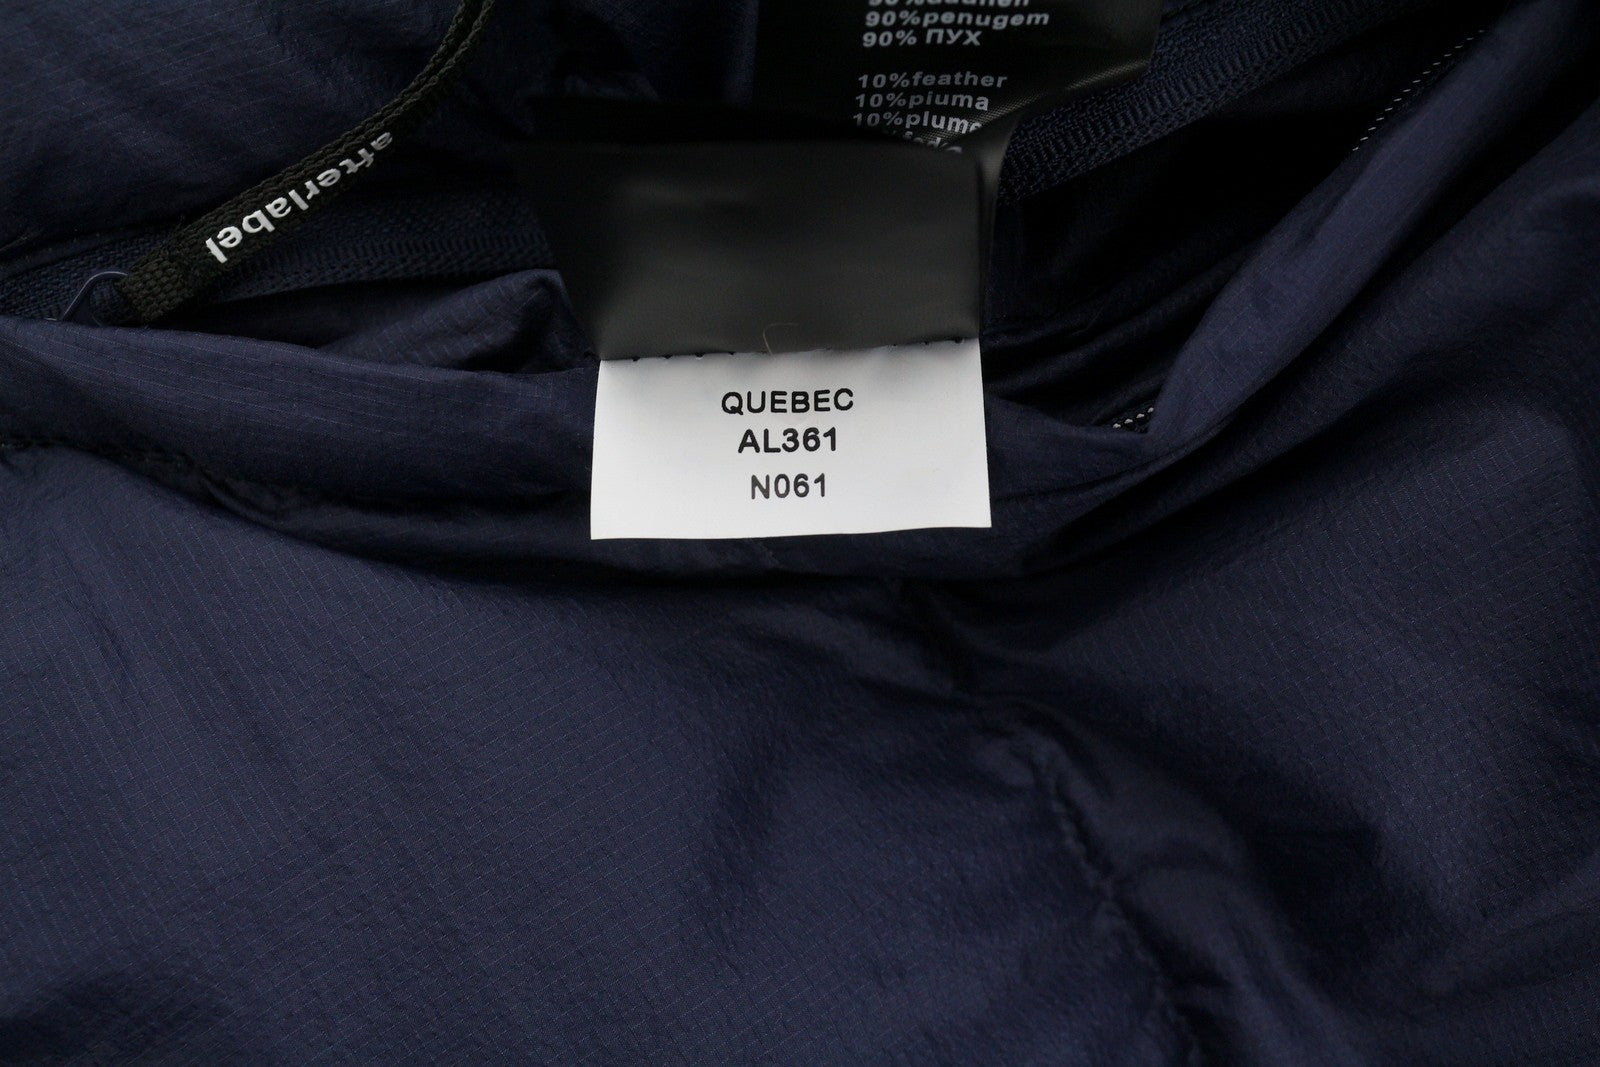 90%penugem
90% ПУХ
10%feather
10%piuma
10%plume
afterlabel
QUEBEC
AL361
N061